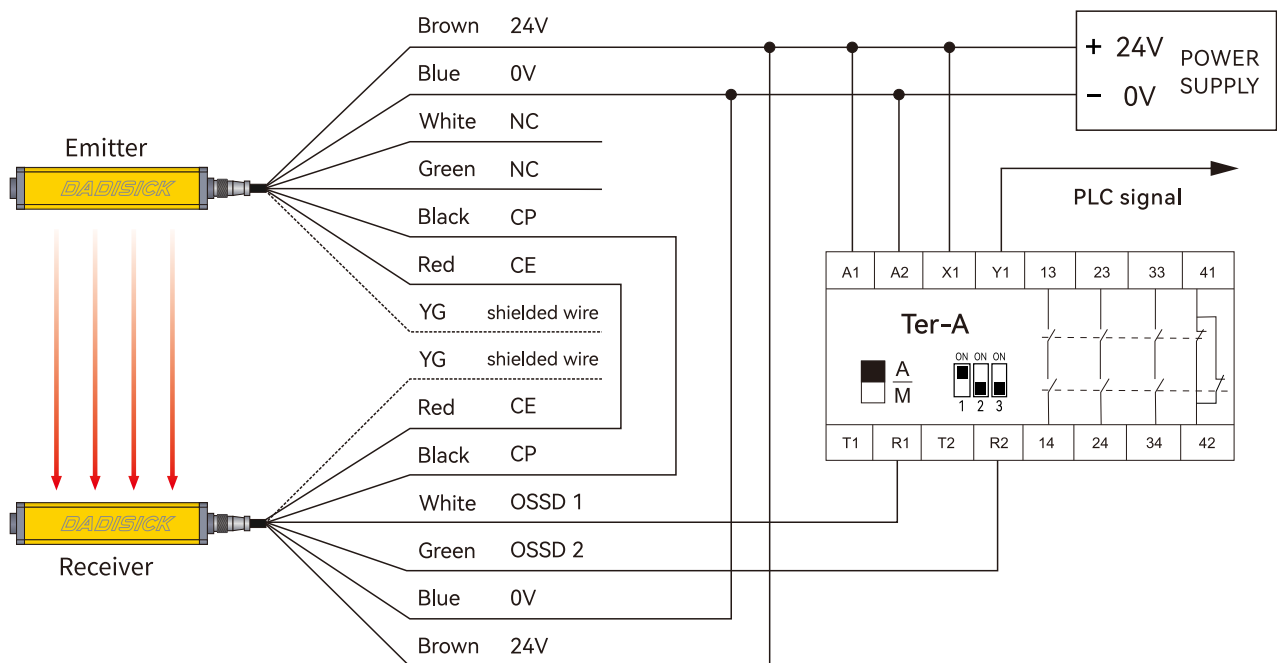 Brown 24V
Blue 0V
White NC
Green NC
Black CP
Red CE
YG shielded wire
YG shielded wire
Red CE
Black CP
White OSSD 1
Green OSSD 2
Blue 0V
Brown 24V
Emitter
DADISICK
DADISICK
Receiver
+ 24V
- 0V
POWER
SUPPLY
PLC signal
A1 A2 X1 Y1 13 23 33 41
Ter-A
A
M
ON ON ON
1 2 3
T1 R1 T2 R2 14 24 34 42